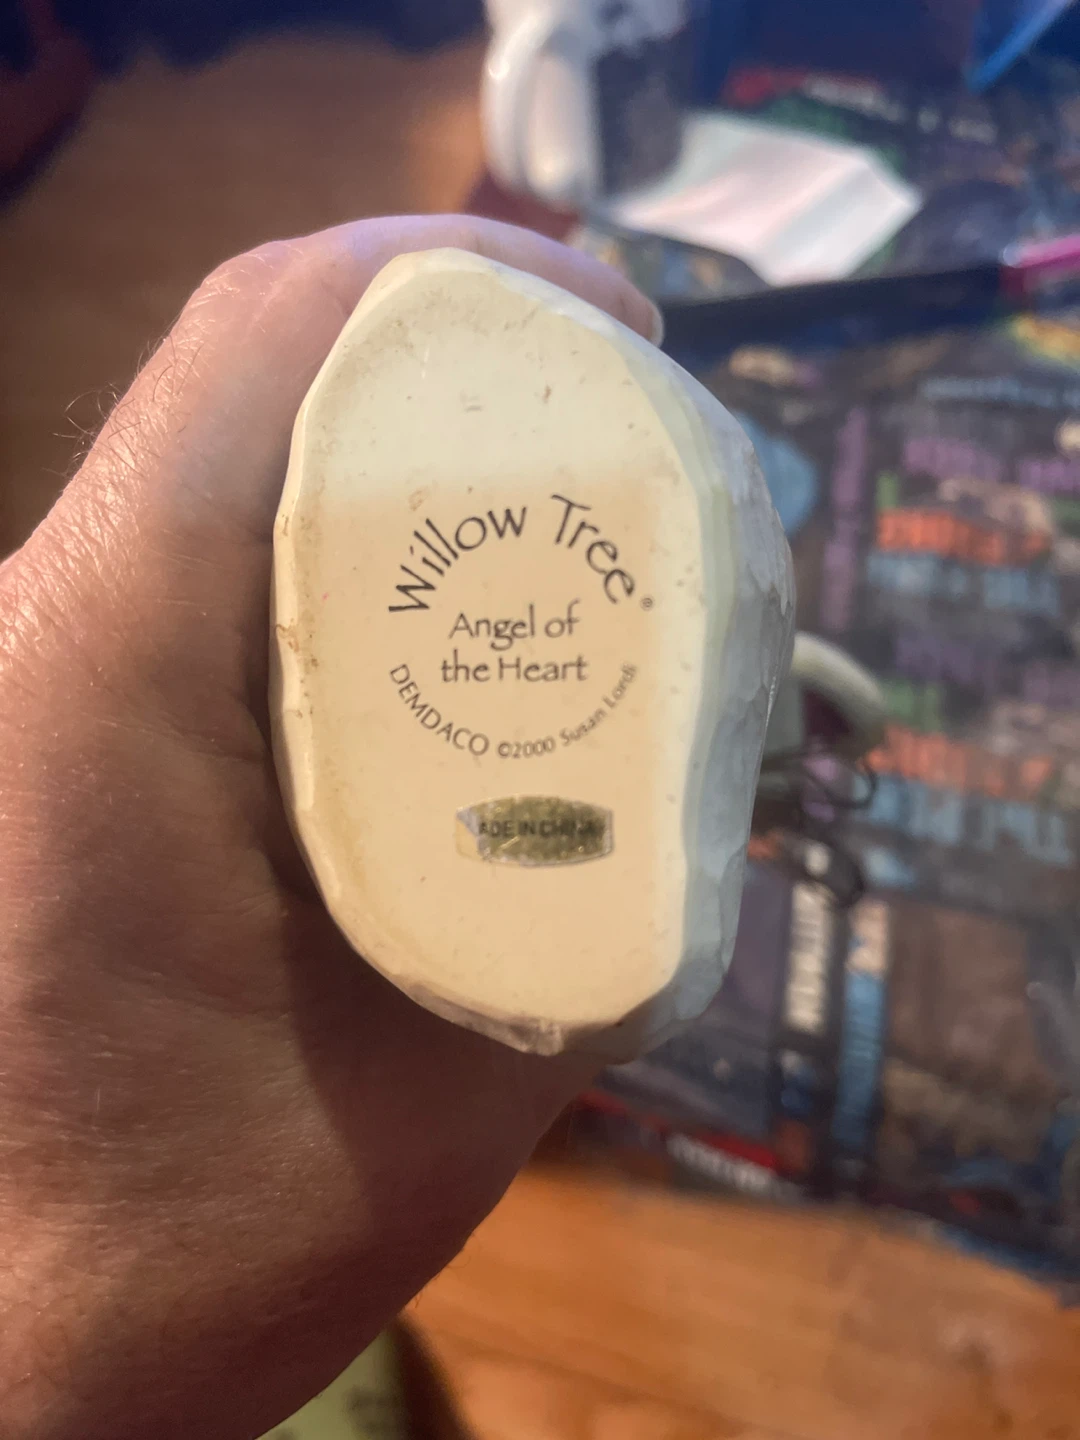 Willow Tree®
Angel of
the Heart
DEMDACO ©2000 Susan Lordi
ADE IN CHINA